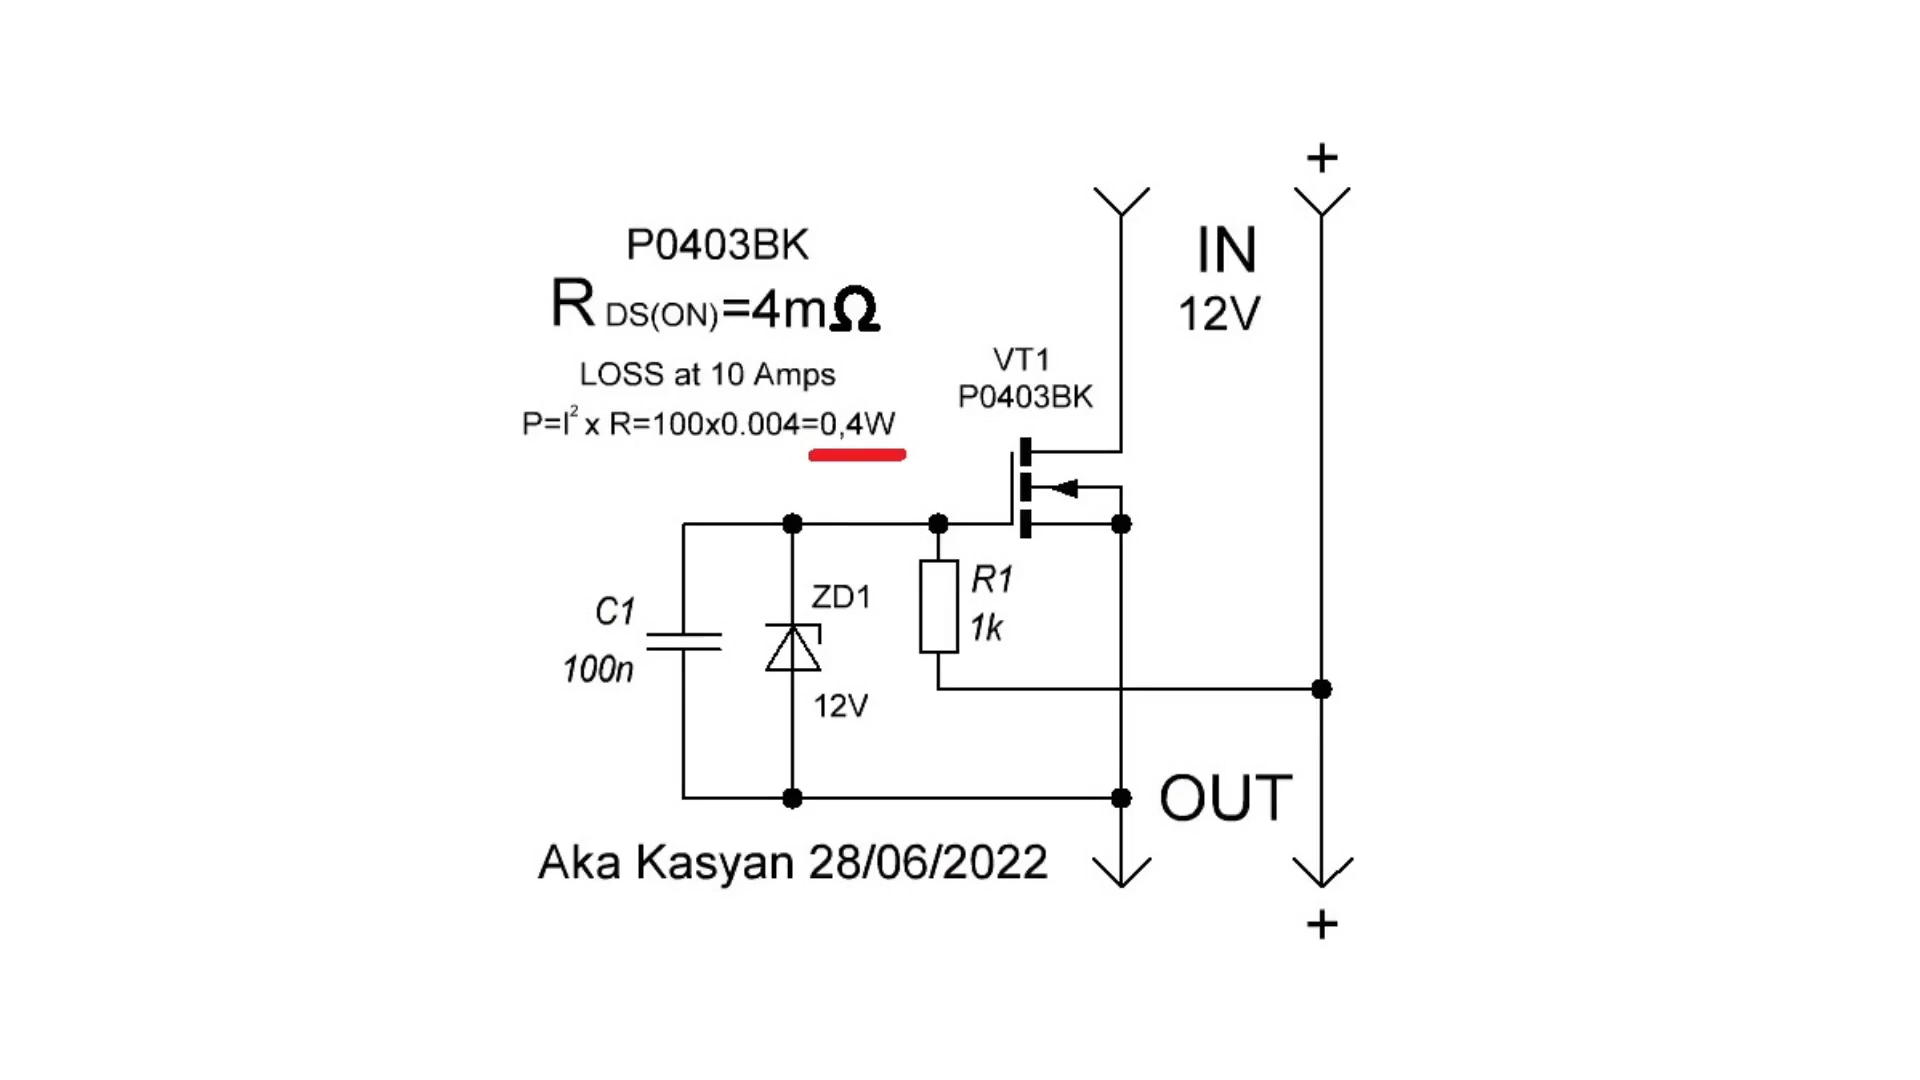 +
P0403BK
R DS(ON)=4mΩ
LOSS at 10 Amps
P=I² x R=100x0.004=0,4W
IN
12V
VT1
P0403BK
C1
100n
ZD1
12V
R1
1k
OUT
Aka Kasyan 28/06/2022
+